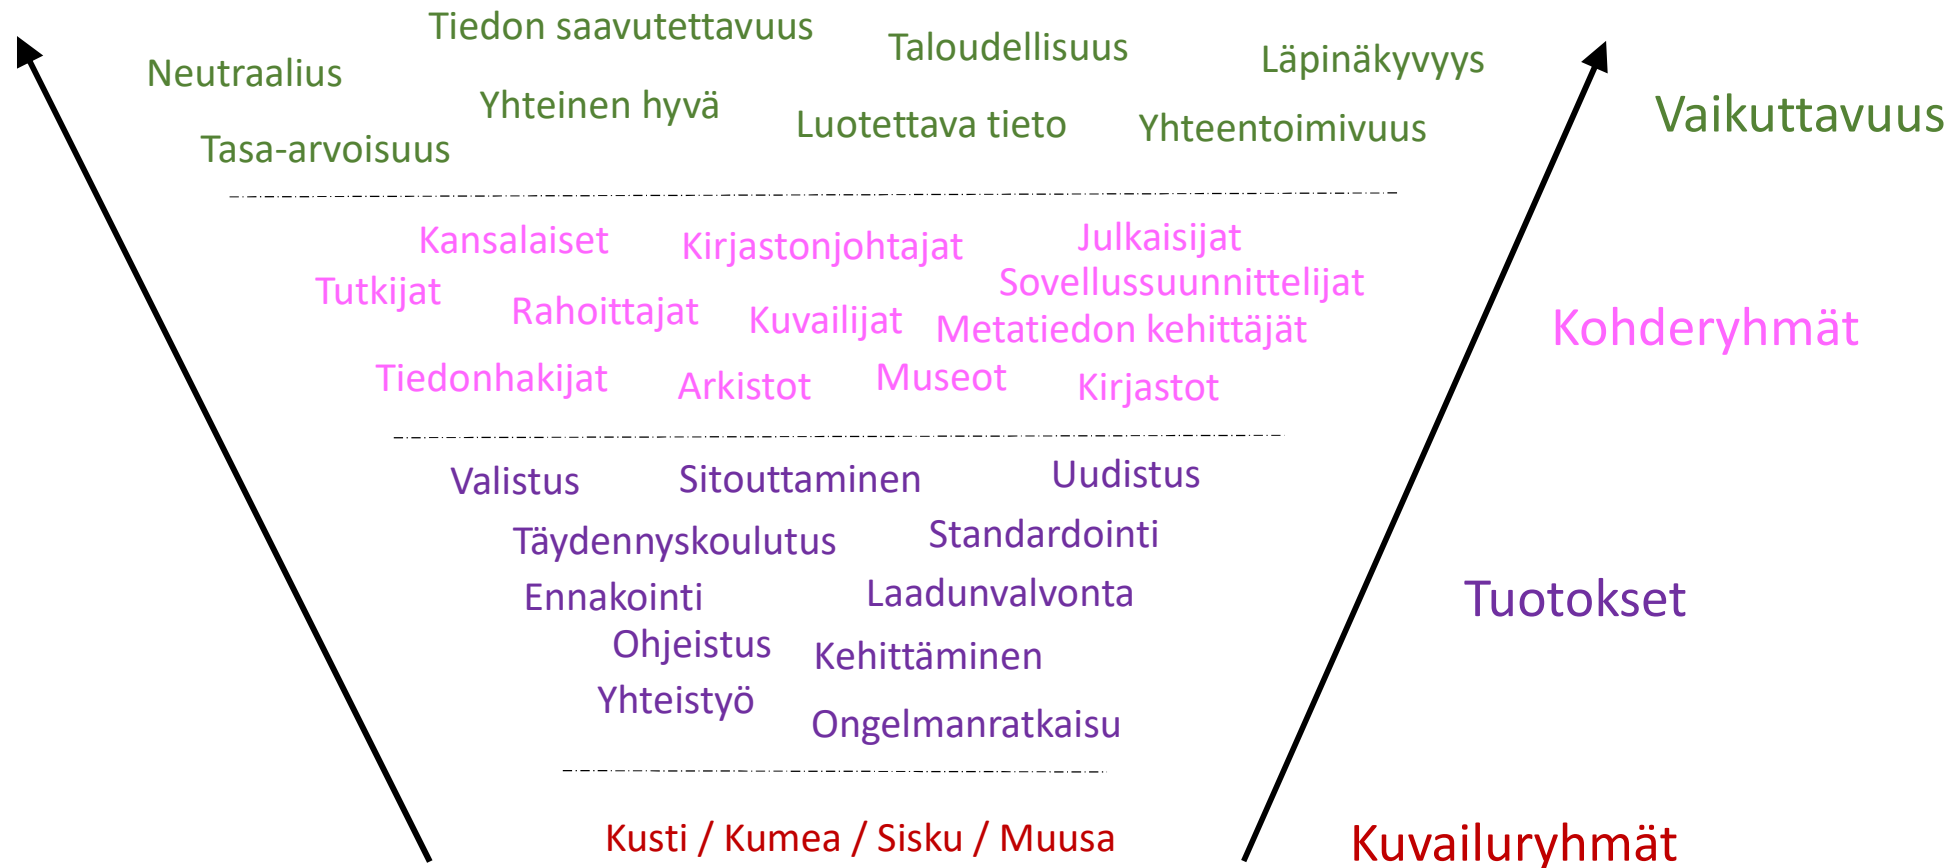 Tiedon saavutettavuus
Taloudellisuus
Läpinäkyvyys
Neutraalius
Yhteinen hyvä
Luotettava tieto
Yhteentoimivuus
Tasa-arvoisuus
Vaikuttavuus
Kansalaiset
Kirjastonjohtajat
Julkaisijat
Tutkijat
Sovellussuunnittelijat
Rahoittajat
Kuvailijat
Metatiedon kehittäjät
Tiedonhakijat
Arkistot
Museot
Kirjastot
Kohderyhmät
Valistus
Sitouttaminen
Uudistus
Täydennyskoulutus
Standardointi
Ennakointi
Laadunvalvonta
Ohjeistus
Kehittäminen
Yhteistyö
Ongelmanratkaisu
Tuotokset
Kusti / Kumea / Sisku / Muusa
Kuvailuryhmät